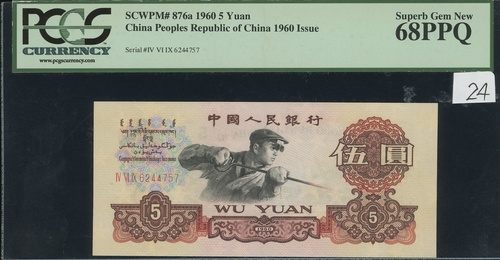 PCGS
CURRENCY
www.pcgscurrency.com
SCWPM# 876a 1960 5 Yuan
China Peoples Republic of China 1960 Issue
Serial #IV VI IX 6244757
Superb Gem New
68PPQ
24
中國人民銀行
伍圓
IV VI IX 6244757
5
WU YUAN
1960
5